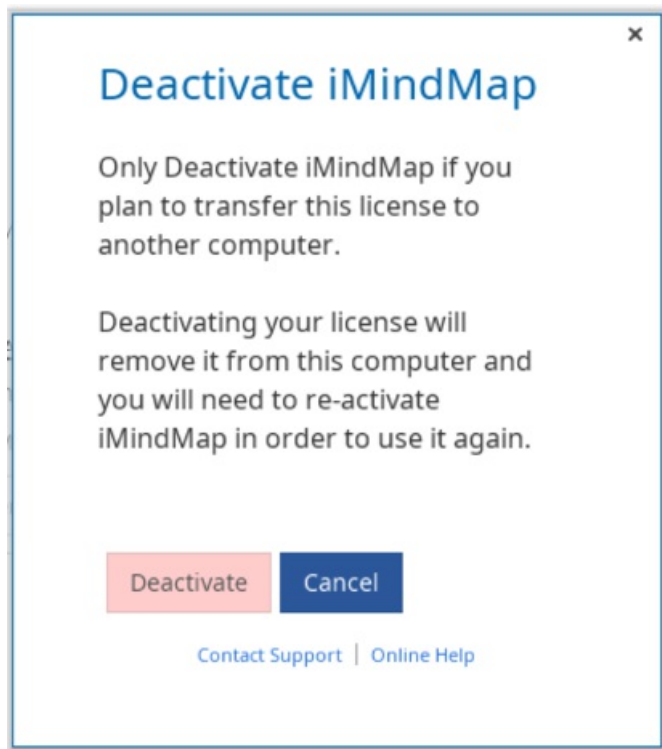 Deactivate iMindMap
Only Deactivate iMindMap if you
plan to transfer this license to
another computer.
Deactivating your license will
remove it from this computer and
you will need to re-activate
iMindMap in order to use it again.
Deactivate Cancel
Contact Support | Online Help